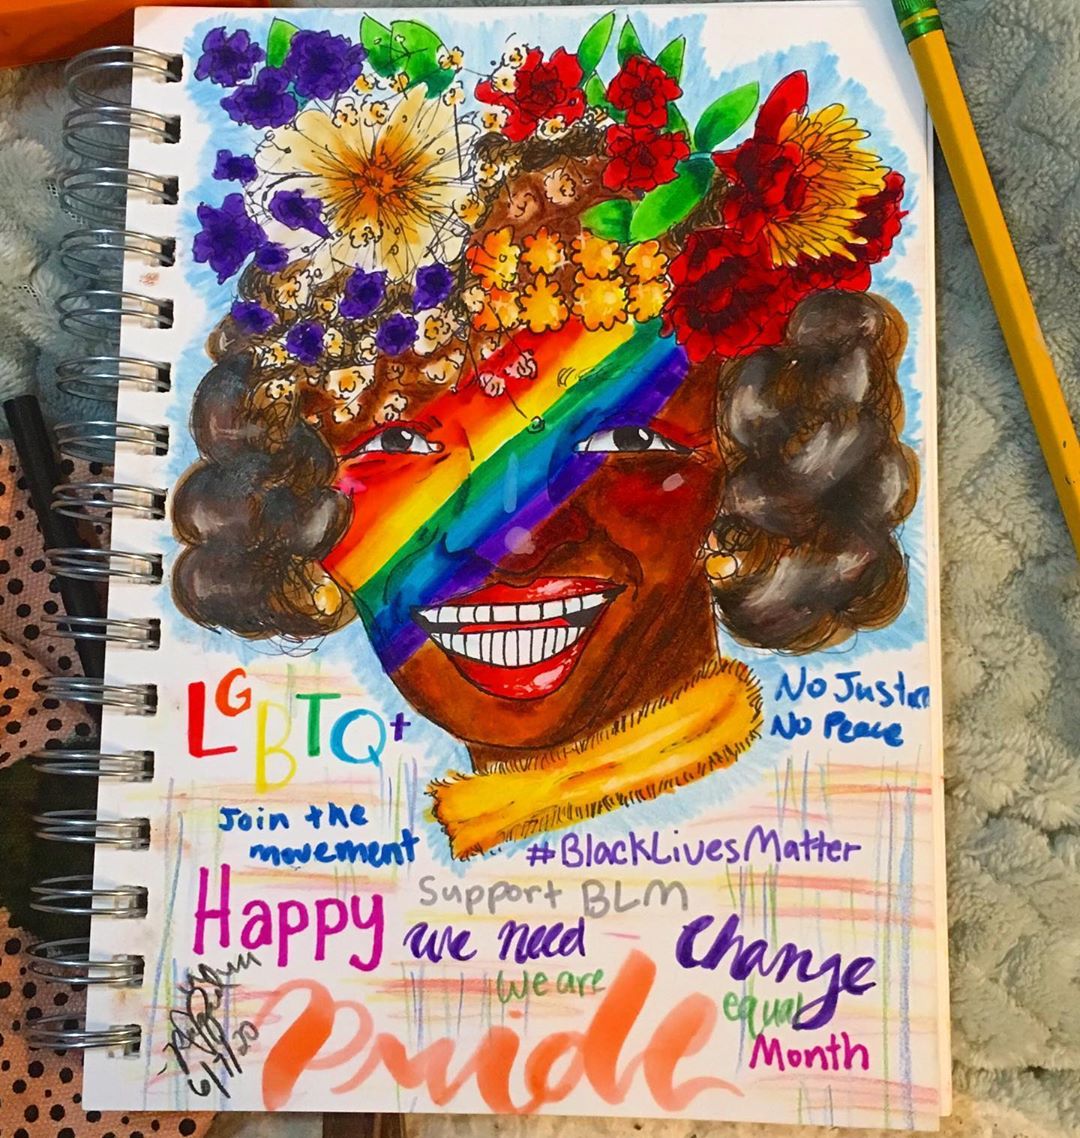 LGBTQ+
No Justice
No Peace
Join the
movement
#BlackLivesMatter
Support BLM
Happy
we need
Change
we are
equal
Pride
Month
6/7/20